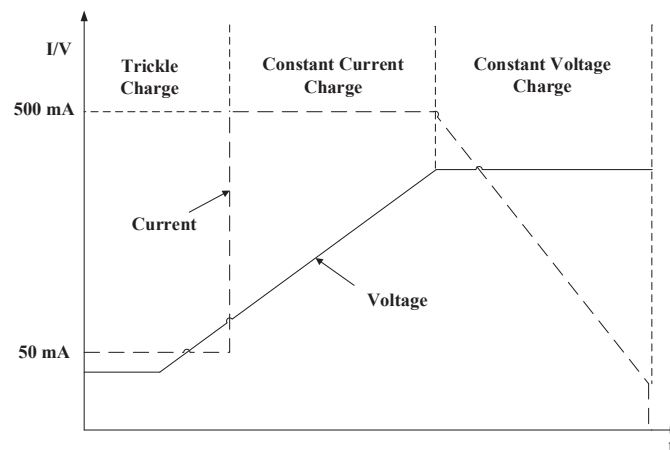 I/V
Trickle
Charge
Constant Current
Charge
Constant Voltage
Charge
500 mA
Current
Voltage
50 mA